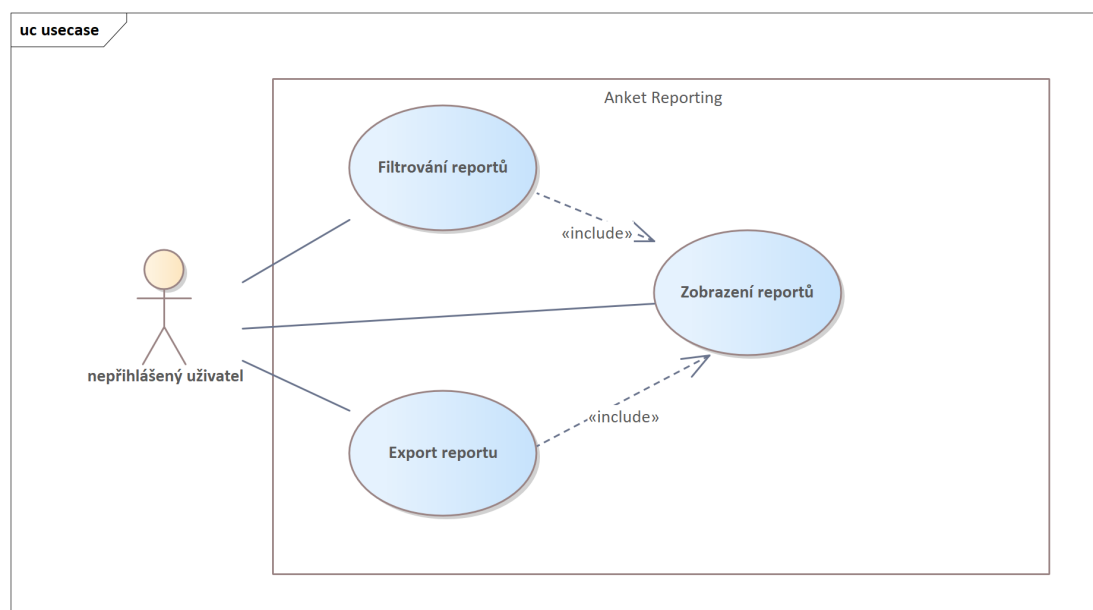 uc usecase
Anket Reporting
Filtrování reportů
«include»
Zobrazení reportů
nepřihlášený uživatel
«include»
Export reportu